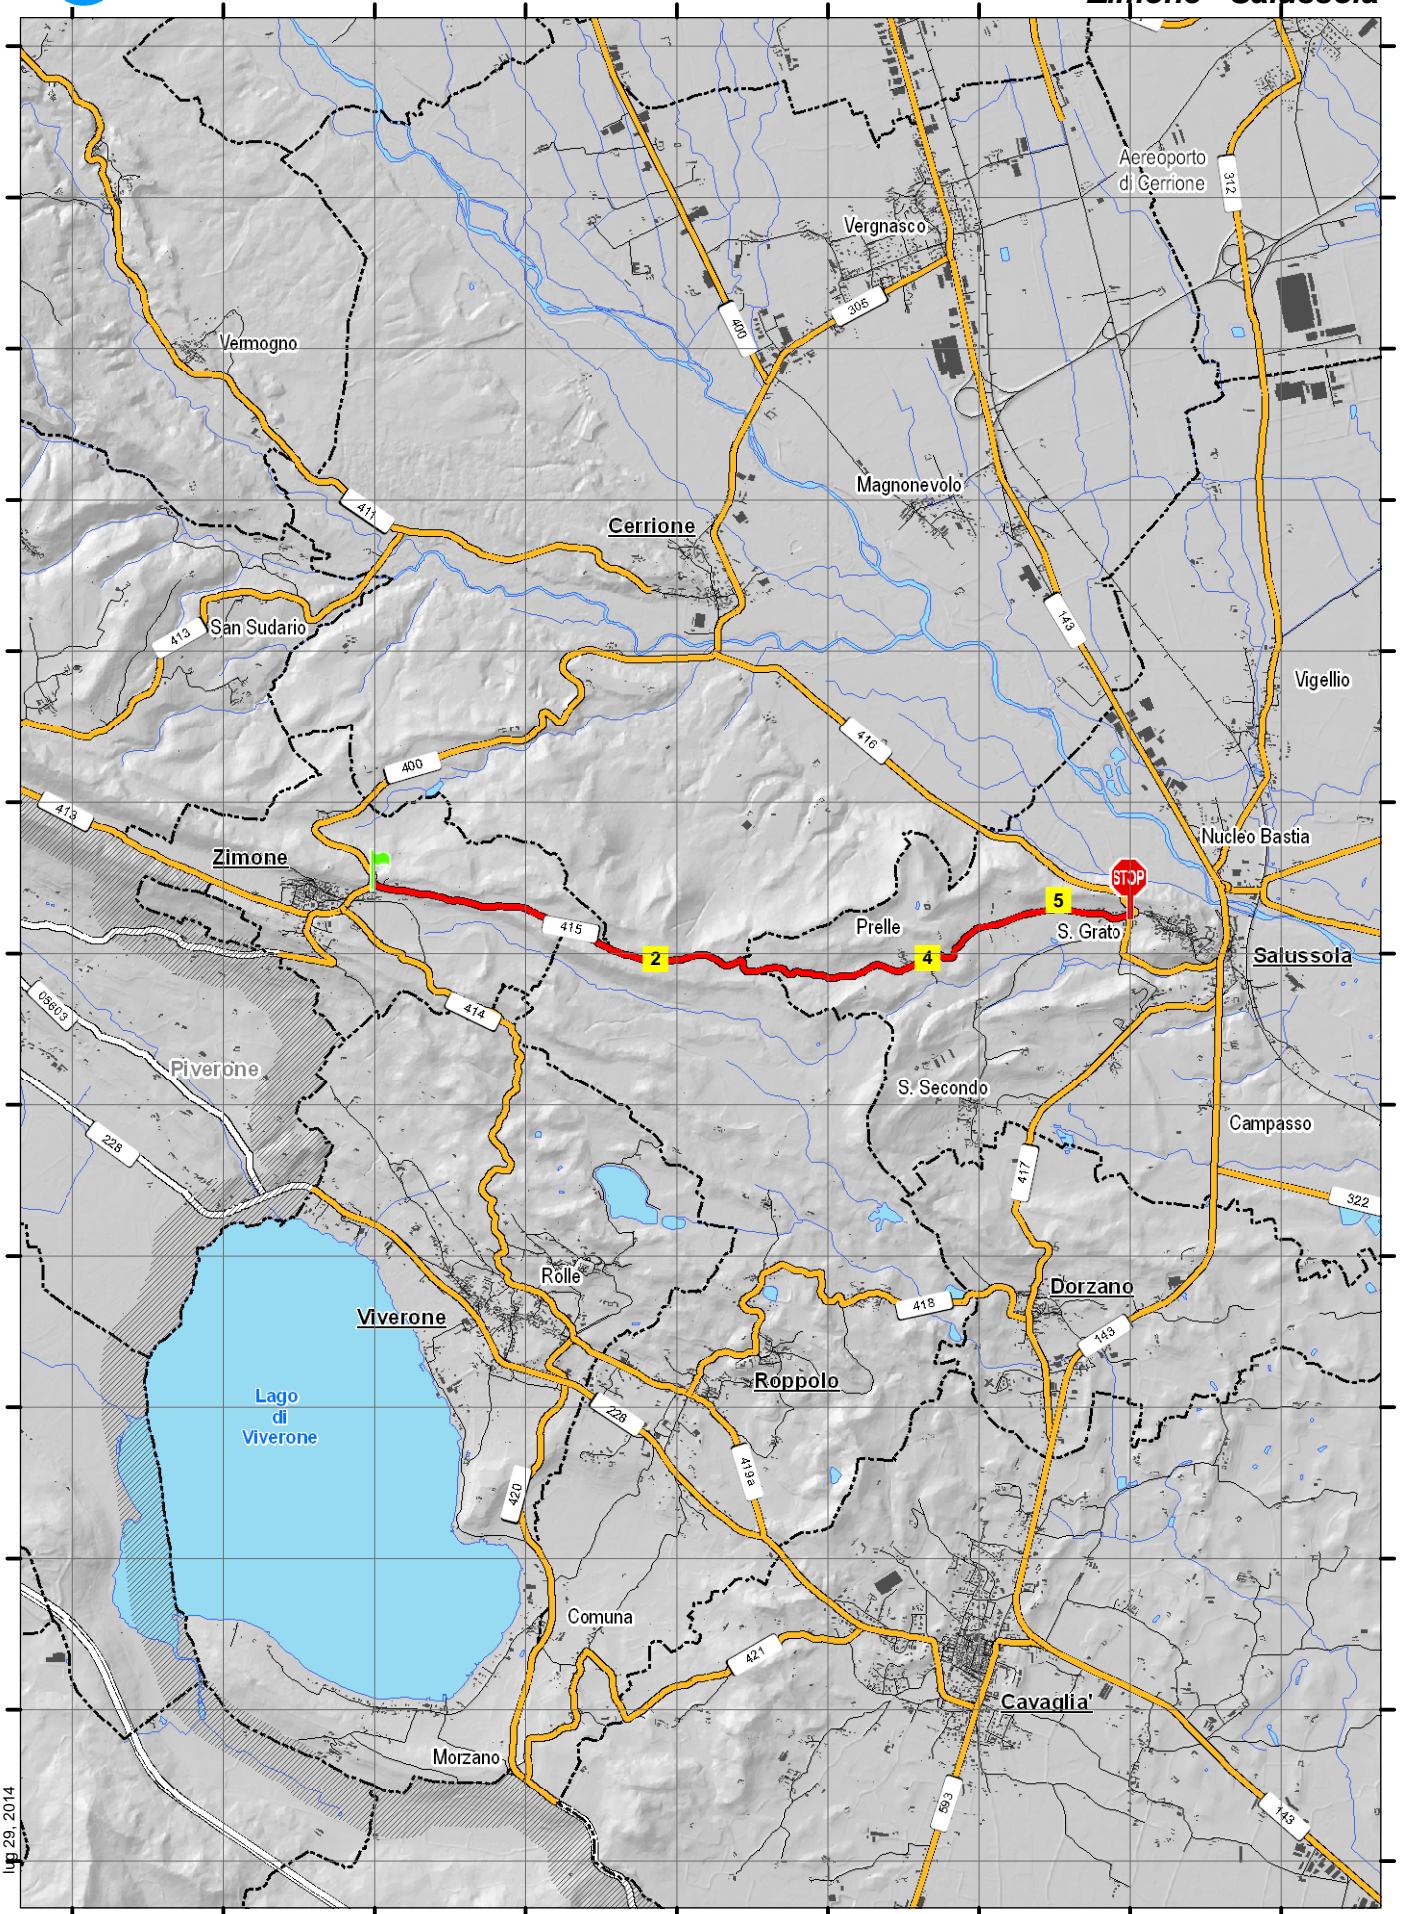 Zimone - Salussola
Aereoporto
di Cerrione
312
Vergnasco
305
400
Vermogno
Magnonevolo
411
Cerrione
143
413
San Sudario
Vigellio
416
400
413
Nucleo Bastia
Zimone
STOP
5
Prelle
415
S. Grato
2
4
Salussola
05603
414
Piverone
S. Secondo
Campasso
228
417
322
Rolle
Dorzano
418
Viverone
143
Roppolo
Lago
di
Viverone
228
419a
420
Comuna
421
Cavaglia'
Morzano
593
143
lug 29, 2014